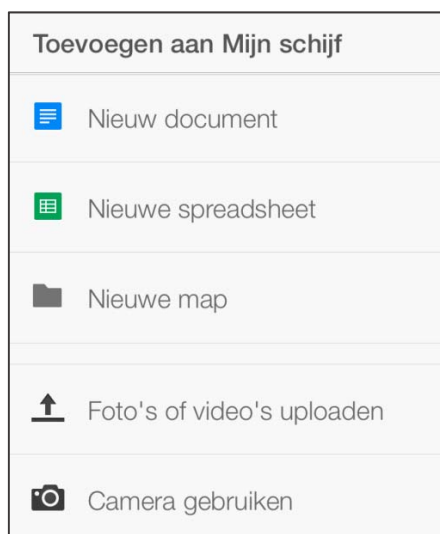 Toevoegen aan Mijn schijf
Nieuw document
Nieuwe spreadsheet
Nieuwe map
Foto's of video's uploaden
Camera gebruiken